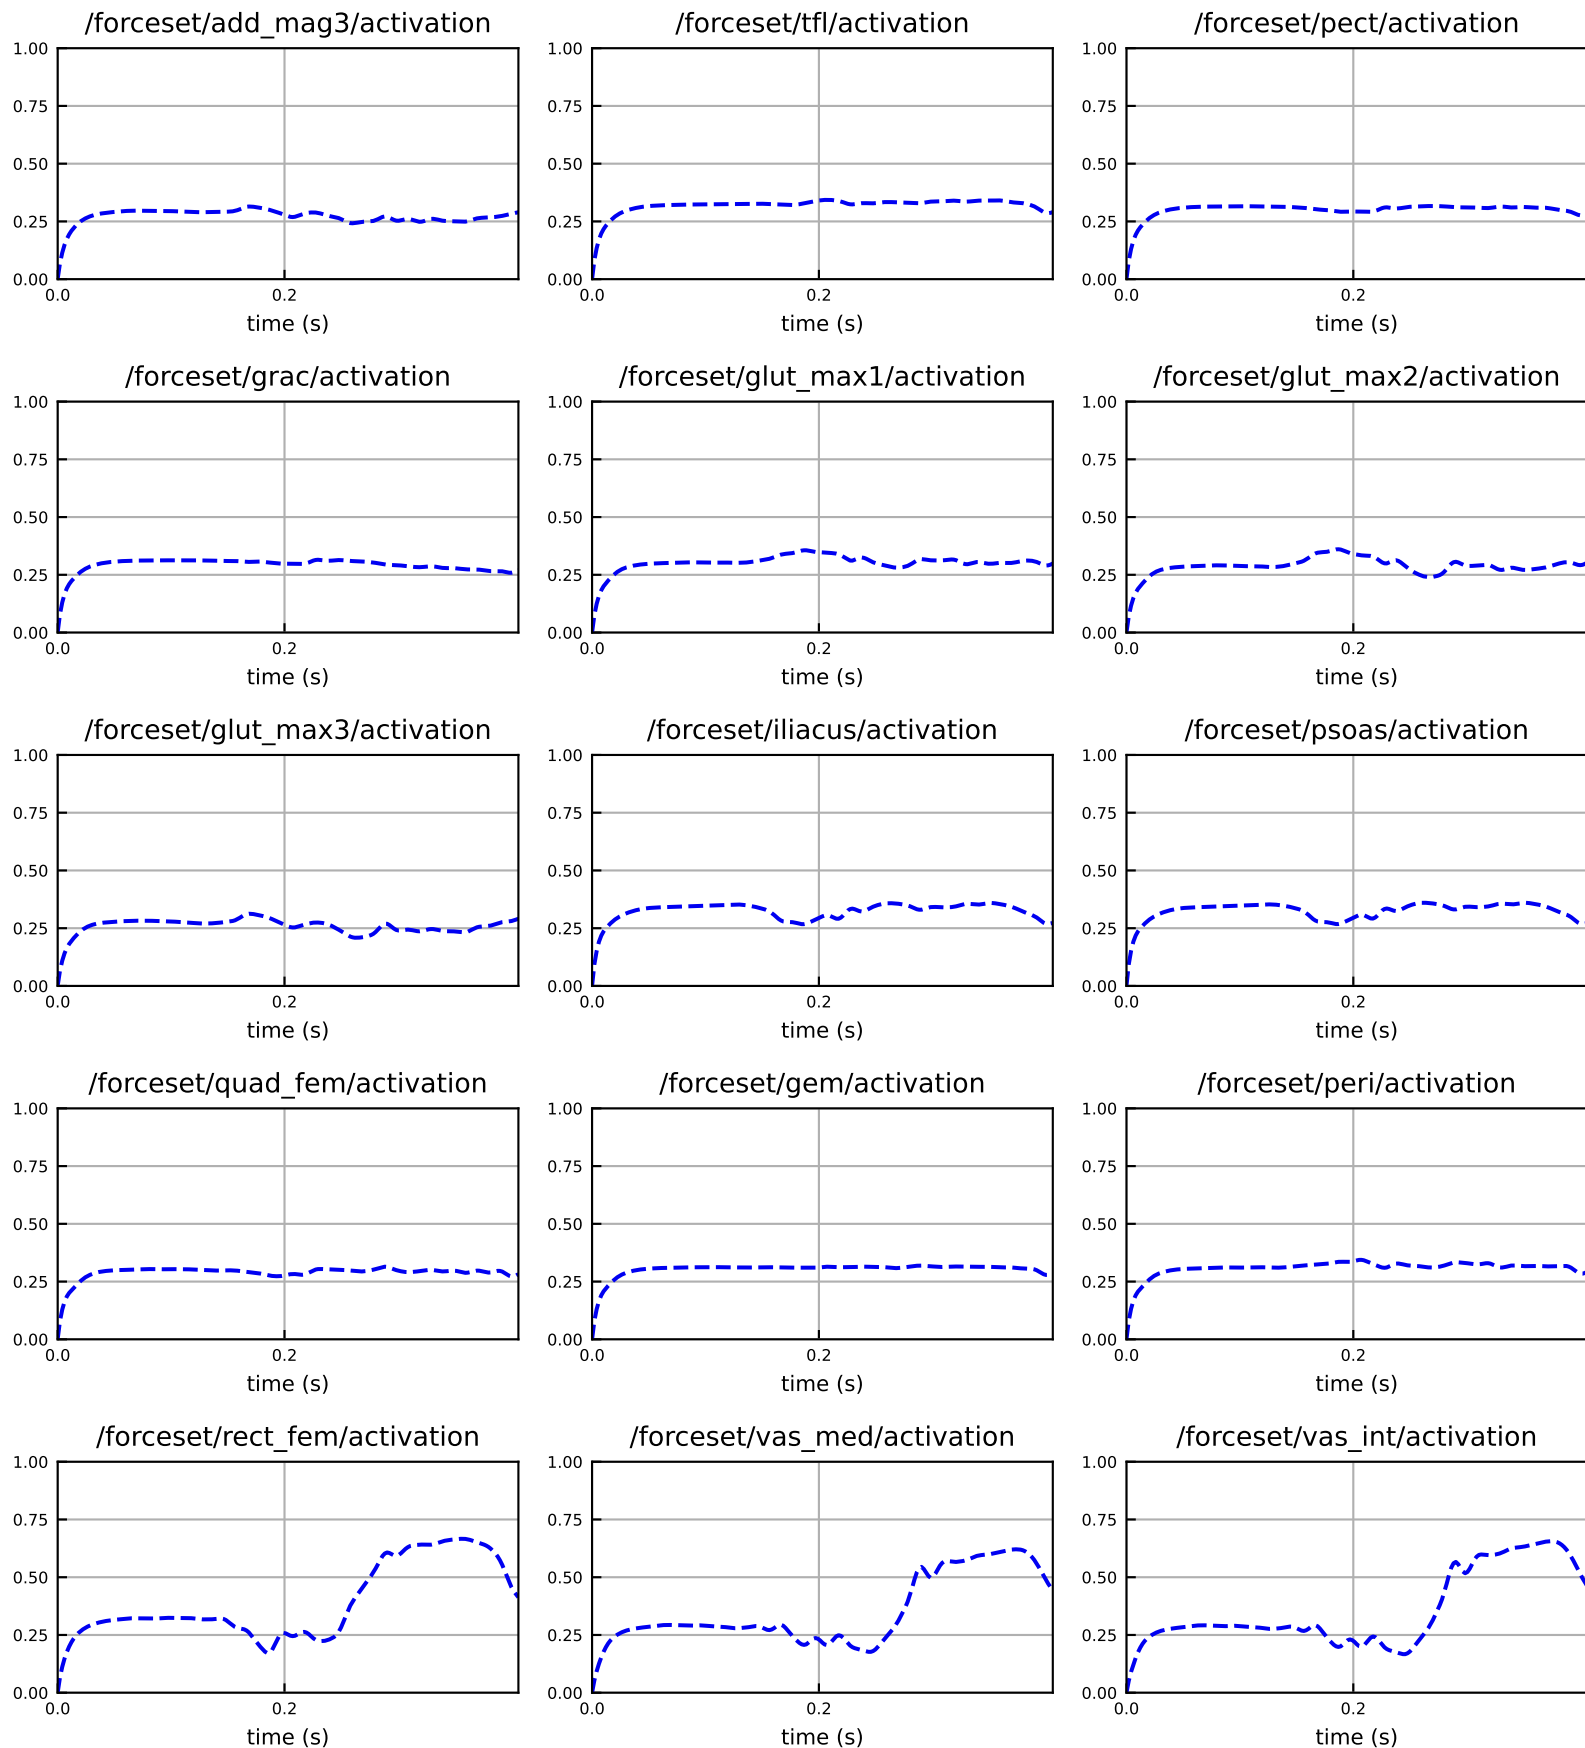 /forceset/add_mag3/activation /forceset/tfl/activation /forceset/pect/activation
1.00 1.00 1.00
0.75 0.75 0.75
0.50 0.50 0.50
0.25 0.25 0.25
0.00 0.00 0.00
0.0 0.2 0.0 0.2 0.0 0.2
time (s) time (s) time (s)
/forceset/grac/activation /forceset/glut_max1/activation /forceset/glut_max2/activation
1.00 1.00 1.00
0.75 0.75 0.75
0.50 0.50 0.50
0.25 0.25 0.25
0.00 0.00 0.00
0.0 0.2 0.0 0.2 0.0 0.2
time (s) time (s) time (s)
/forceset/glut_max3/activation /forceset/iliacus/activation /forceset/psoas/activation
1.00 1.00 1.00
0.75 0.75 0.75
0.50 0.50 0.50
0.25 0.25 0.25
0.00 0.00 0.00
0.0 0.2 0.0 0.2 0.0 0.2
time (s) time (s) time (s)
/forceset/quad_fem/activation /forceset/gem/activation /forceset/peri/activation
1.00 1.00 1.00
0.75 0.75 0.75
0.50 0.50 0.50
0.25 0.25 0.25
0.00 0.00 0.00
0.0 0.2 0.0 0.2 0.0 0.2
time (s) time (s) time (s)
/forceset/rect_fem/activation /forceset/vas_med/activation /forceset/vas_int/activation
1.00 1.00 1.00
0.75 0.75 0.75
0.50 0.50 0.50
0.25 0.25 0.25
0.00 0.00 0.00
0.0 0.2 0.0 0.2 0.0 0.2
time (s) time (s) time (s)